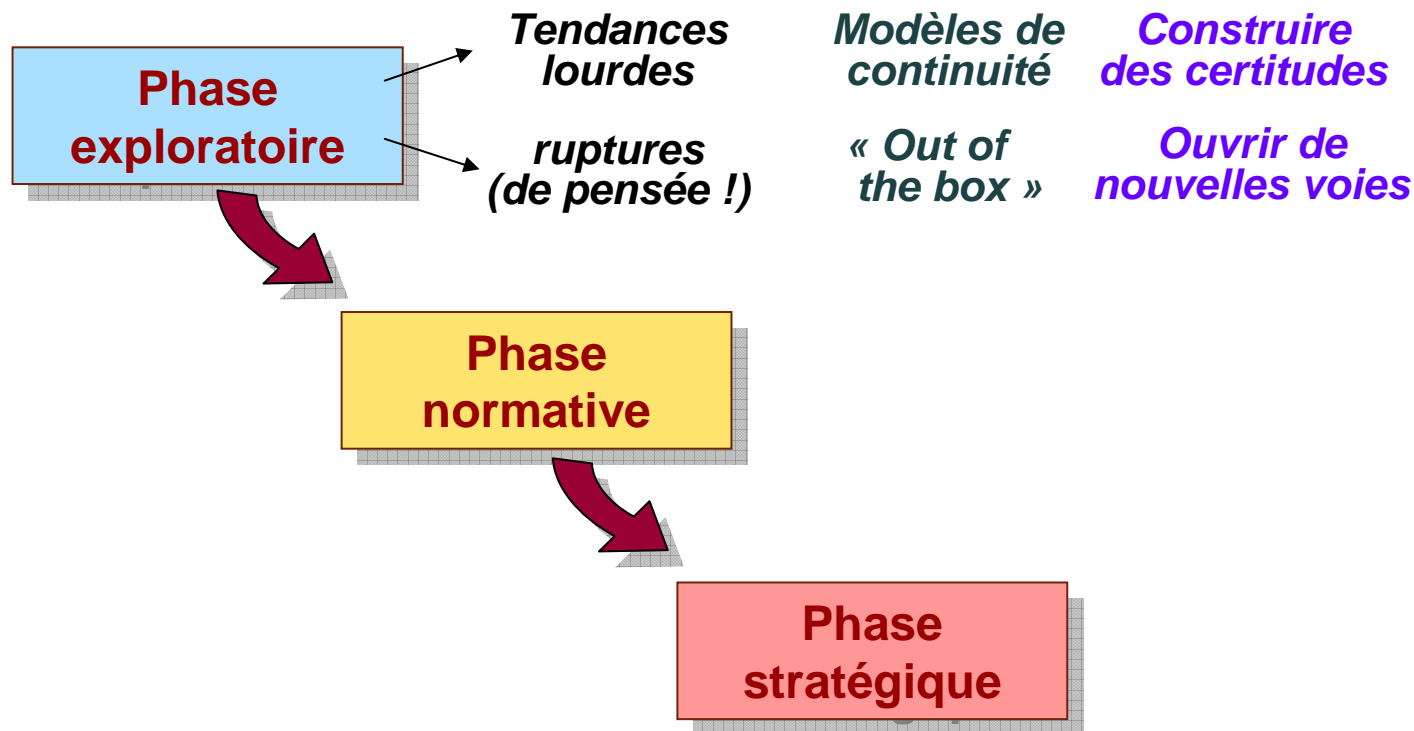 Phase
exploratoire
Tendances
lourdes
Modèles de
continuité
Construire
des certitudes
ruptures
(de pensée !)
« Out of
the box »
Ouvrir de
nouvelles voies
Phase
normative
Phase
stratégique